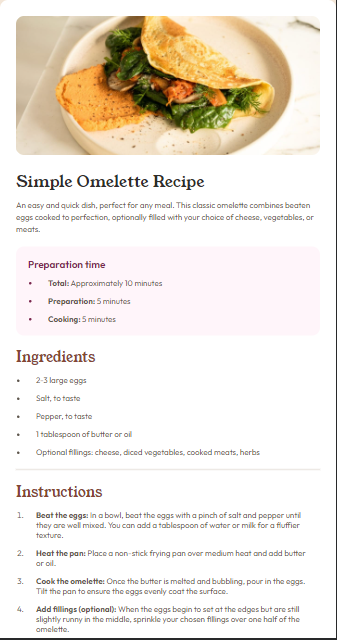 Simple Omelette Recipe
An easy and quick dish, perfect for any meal. This classic omelette combines beaten
eggs cooked to perfection, optionally filled with your choice of cheese, vegetables, or
meats.
Preparation time
• Total: Approximately 10 minutes
• Preparation: 5 minutes
• Cooking: 5 minutes
Ingredients
• 2-3 large eggs
• Salt, to taste
• Pepper, to taste
• 1 tablespoon of butter or oil
• Optional fillings: cheese, diced vegetables, cooked meats, herbs
Instructions
1. Beat the eggs: In a bowl, beat the eggs with a pinch of salt and pepper until
they are well mixed. You can add a tablespoon of water or milk for a fluffier
texture.
2. Heat the pan: Place a non-stick frying pan over medium heat and add butter
or oil.
3. Cook the omelette: Once the butter is melted and bubbling, pour in the eggs.
Tilt the pan to ensure the eggs evenly coat the surface.
4. Add fillings (optional): When the eggs begin to set at the edges but are still
slightly runny in the middle, sprinkle your chosen fillings over one half of the
omelette.